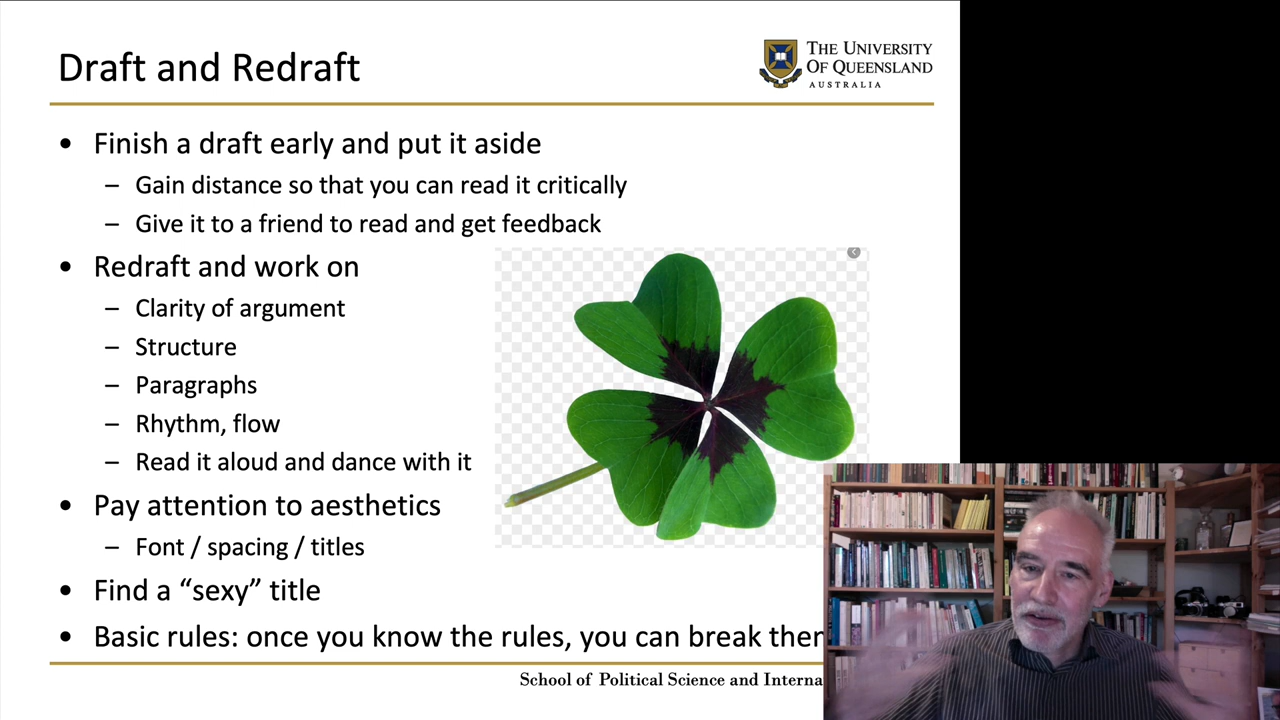 Draft and Redraft
THE UNIVERSITY
OF QUEENSLAND
AUSTRALIA
• Finish a draft early and put it aside
– Gain distance so that you can read it critically
– Give it to a friend to read and get feedback
• Redraft and work on
– Clarity of argument
– Structure
– Paragraphs
– Rhythm, flow
– Read it aloud and dance with it
• Pay attention to aesthetics
– Font / spacing / titles
• Find a “sexy” title
• Basic rules: once you know the rules, you can break
School of Political Science and